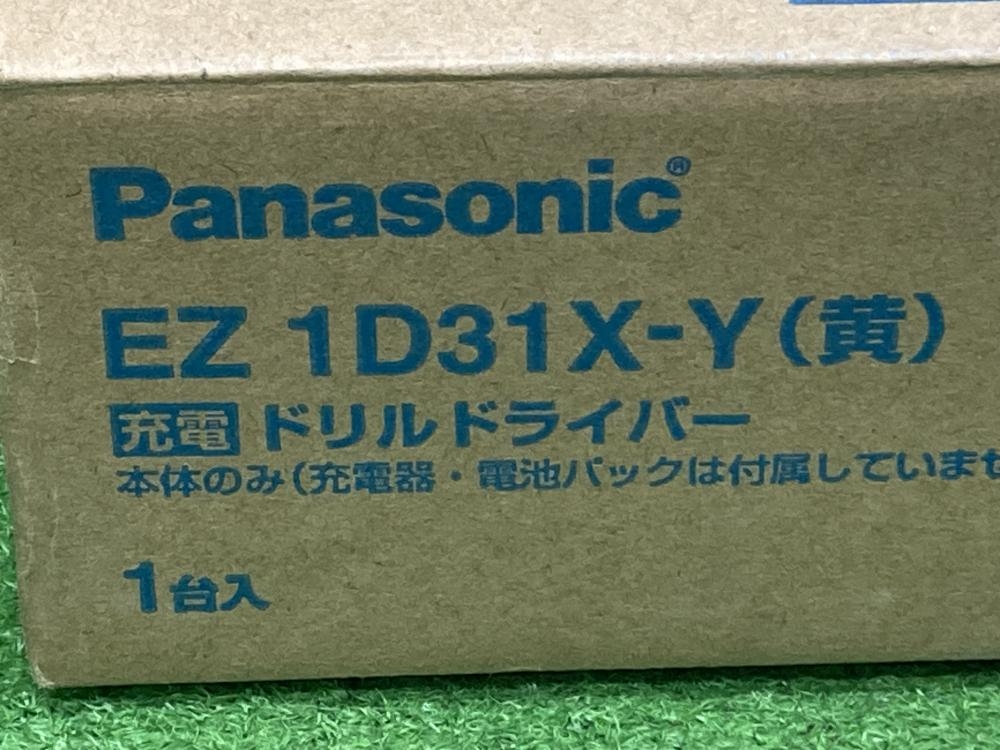 Panasonic®
EZ 1D31X-Y(黄)
充電 ドリルドライバー
本体のみ(充電器・電池パックは付属していませ
1台入